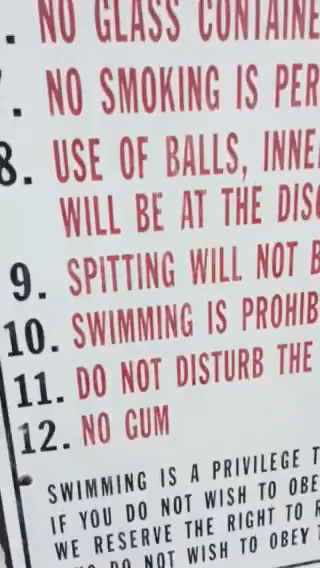 . NO GLASS CONTAINE
. NO SMOKING IS PER
8. USE OF BALLS, INNE
WILL BE AT THE DISC
9. SPITTING WILL NOT B
10. SWIMMING IS PROHIB
11. DO NOT DISTURB THE
12. NO GUM
SWIMMING IS A PRIVILEGE T
IF YOU DO NOT WISH TO OBE
WE RESERVE THE RIGHT TO R
DO NOT WISH TO OBEY T